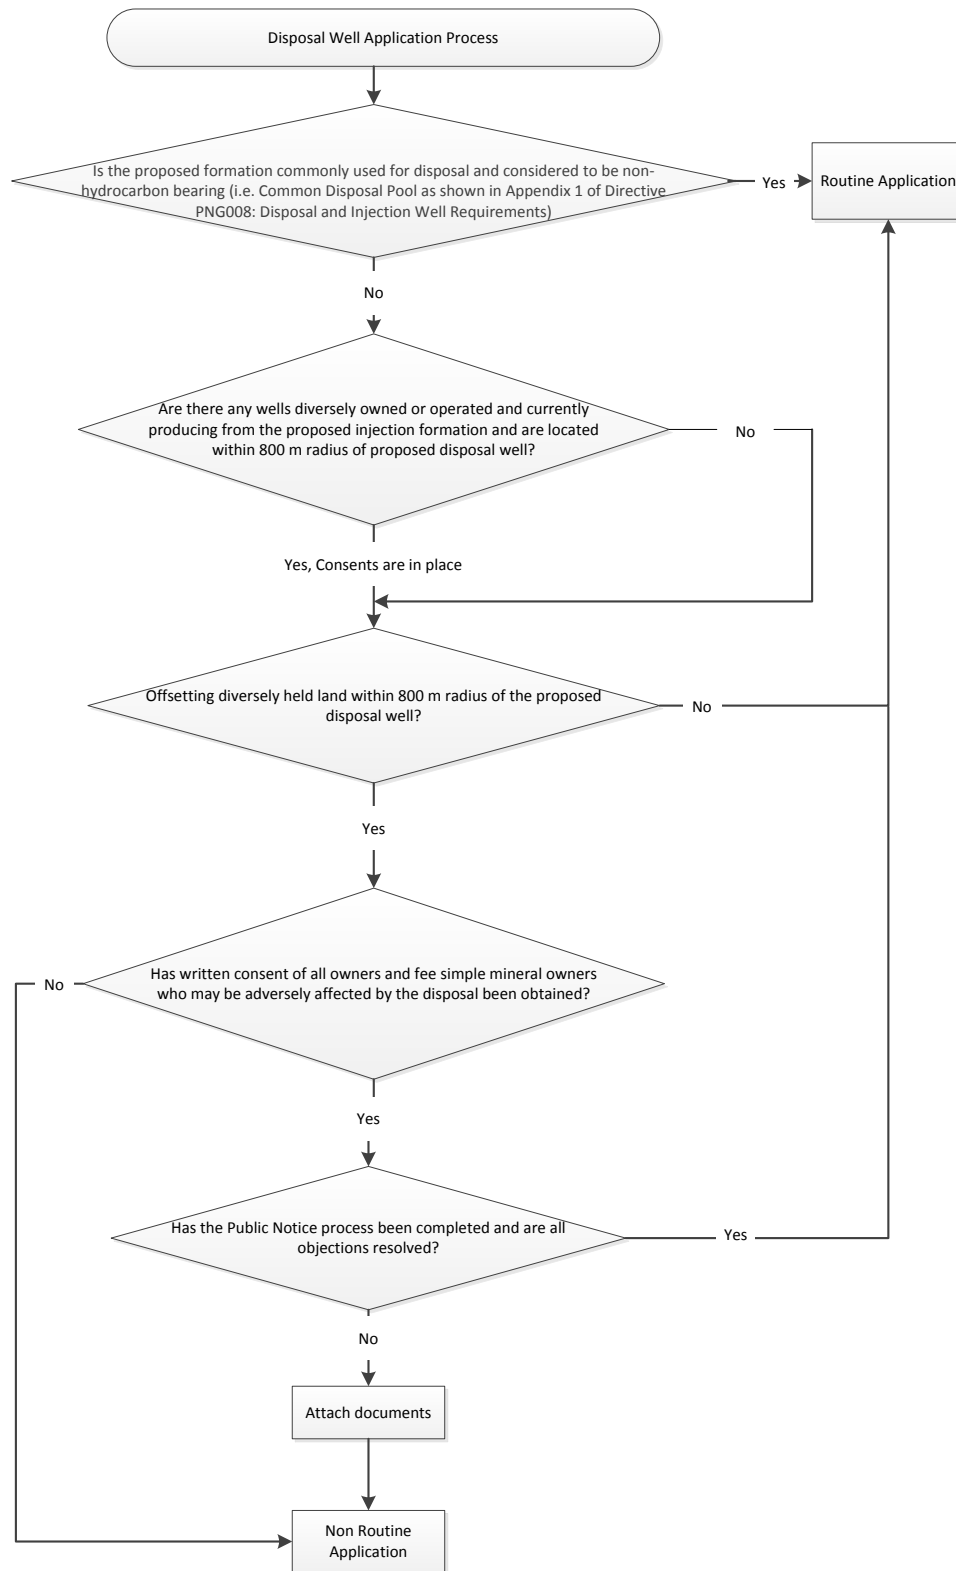 Disposal Well Application Process
Is the proposed formation commonly used for disposal and considered to be non-
hydrocarbon bearing (i.e. Common Disposal Pool as shown in Appendix 1 of Directive
PNG008: Disposal and Injection Well Requirements)
Yes
Routine Application
No
Are there any wells diversely owned or operated and currently
producing from the proposed injection formation and are located
within 800 m radius of proposed disposal well?
No
Yes, Consents are in place
Offsetting diversely held land within 800 m radius of the proposed
disposal well?
No
Yes
Has written consent of all owners and fee simple mineral owners
who may be adversely affected by the disposal been obtained?
No
Yes
Has the Public Notice process been completed and are all
objections resolved?
Yes
No
Attach documents
Non Routine
Application